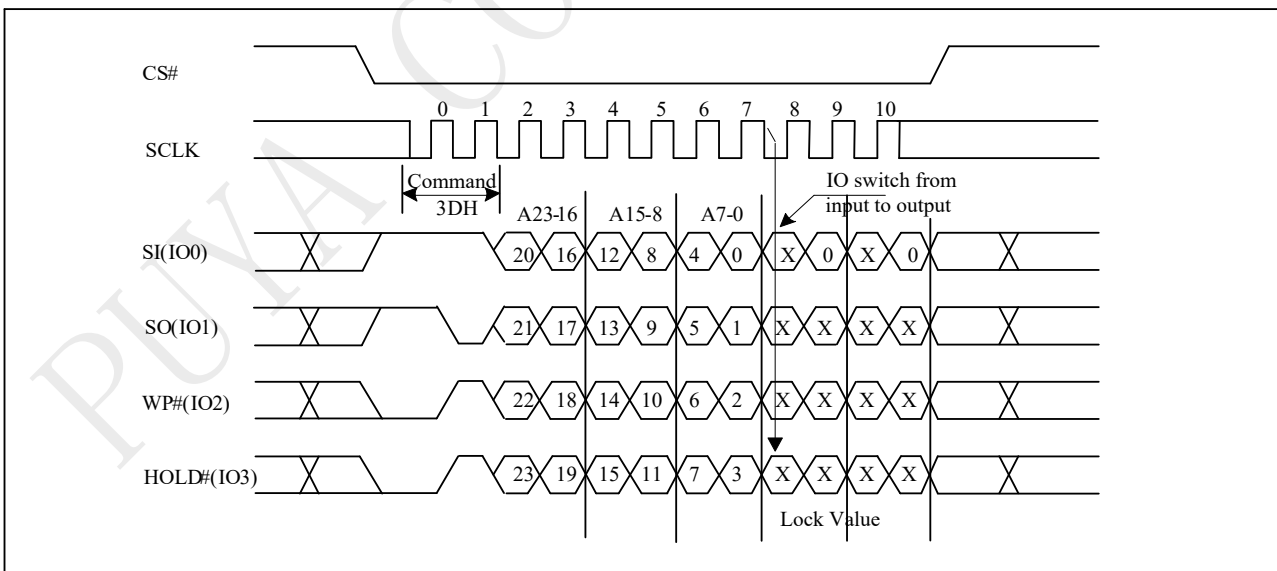 PUYA CO
CS#
0 1 2 3 4 5 6 7 8 9 10
SCLK
Command
3DH
IO switch from
input to output
A23-16 A15-8 A7-0
SI(IO0) 20 16 12 8 4 0 X 0 X 0
SO(IO1) 21 17 13 9 5 1 X X X X
WP#(IO2) 22 18 14 10 6 2 X X X X
HOLD#(IO3) 23 19 15 11 7 3 X X X X
Lock Value